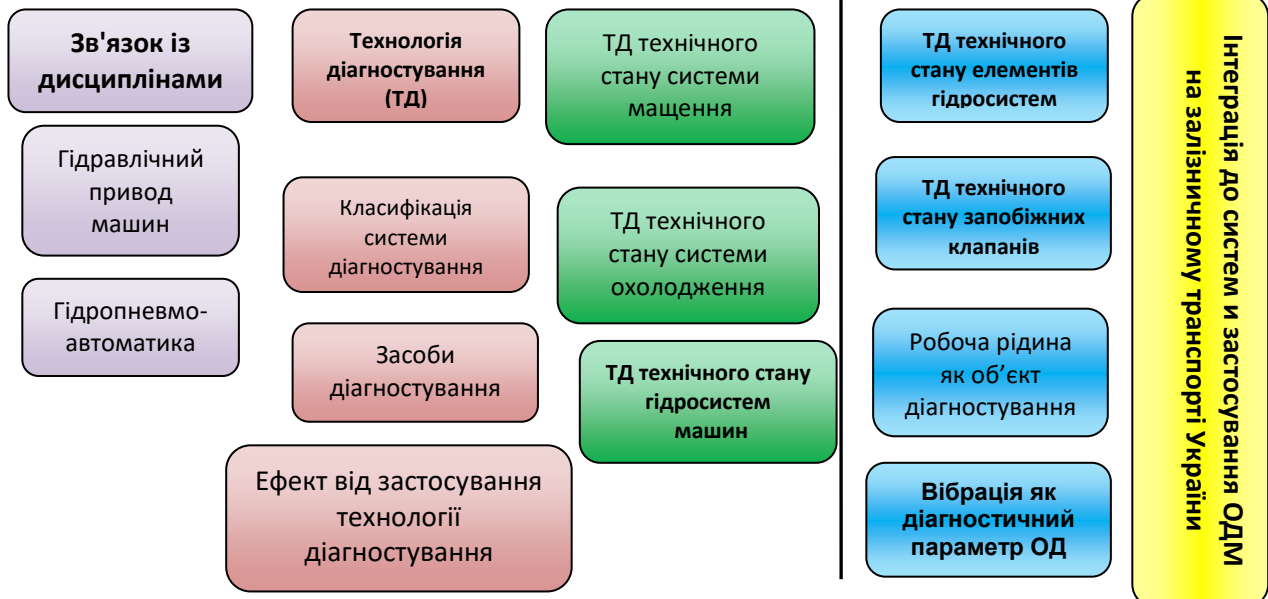 Зв'язок із
дисциплінами
Гідравлічний
привод
машин
Гідропневмо-
автоматика
Технологія
діагностування
(ТД)
Класифікація
системи
діагностування
Засоби
діагностування
Ефект від застосування
технології
діагностування
ТД технічного
стану системи
мащення
ТД технічного
стану системи
охолодження
ТД технічного стану
гідросистем
машин
ТД технічного
стану елементів
гідросистем
ТД технічного
стану запобіжних
клапанів
Робоча рідина
як об’єкт
діагностування
Вібрація як
діагностичний
параметр ОД
Інтеграція до систем и застосування ОДМ
на залізничному транспорті України